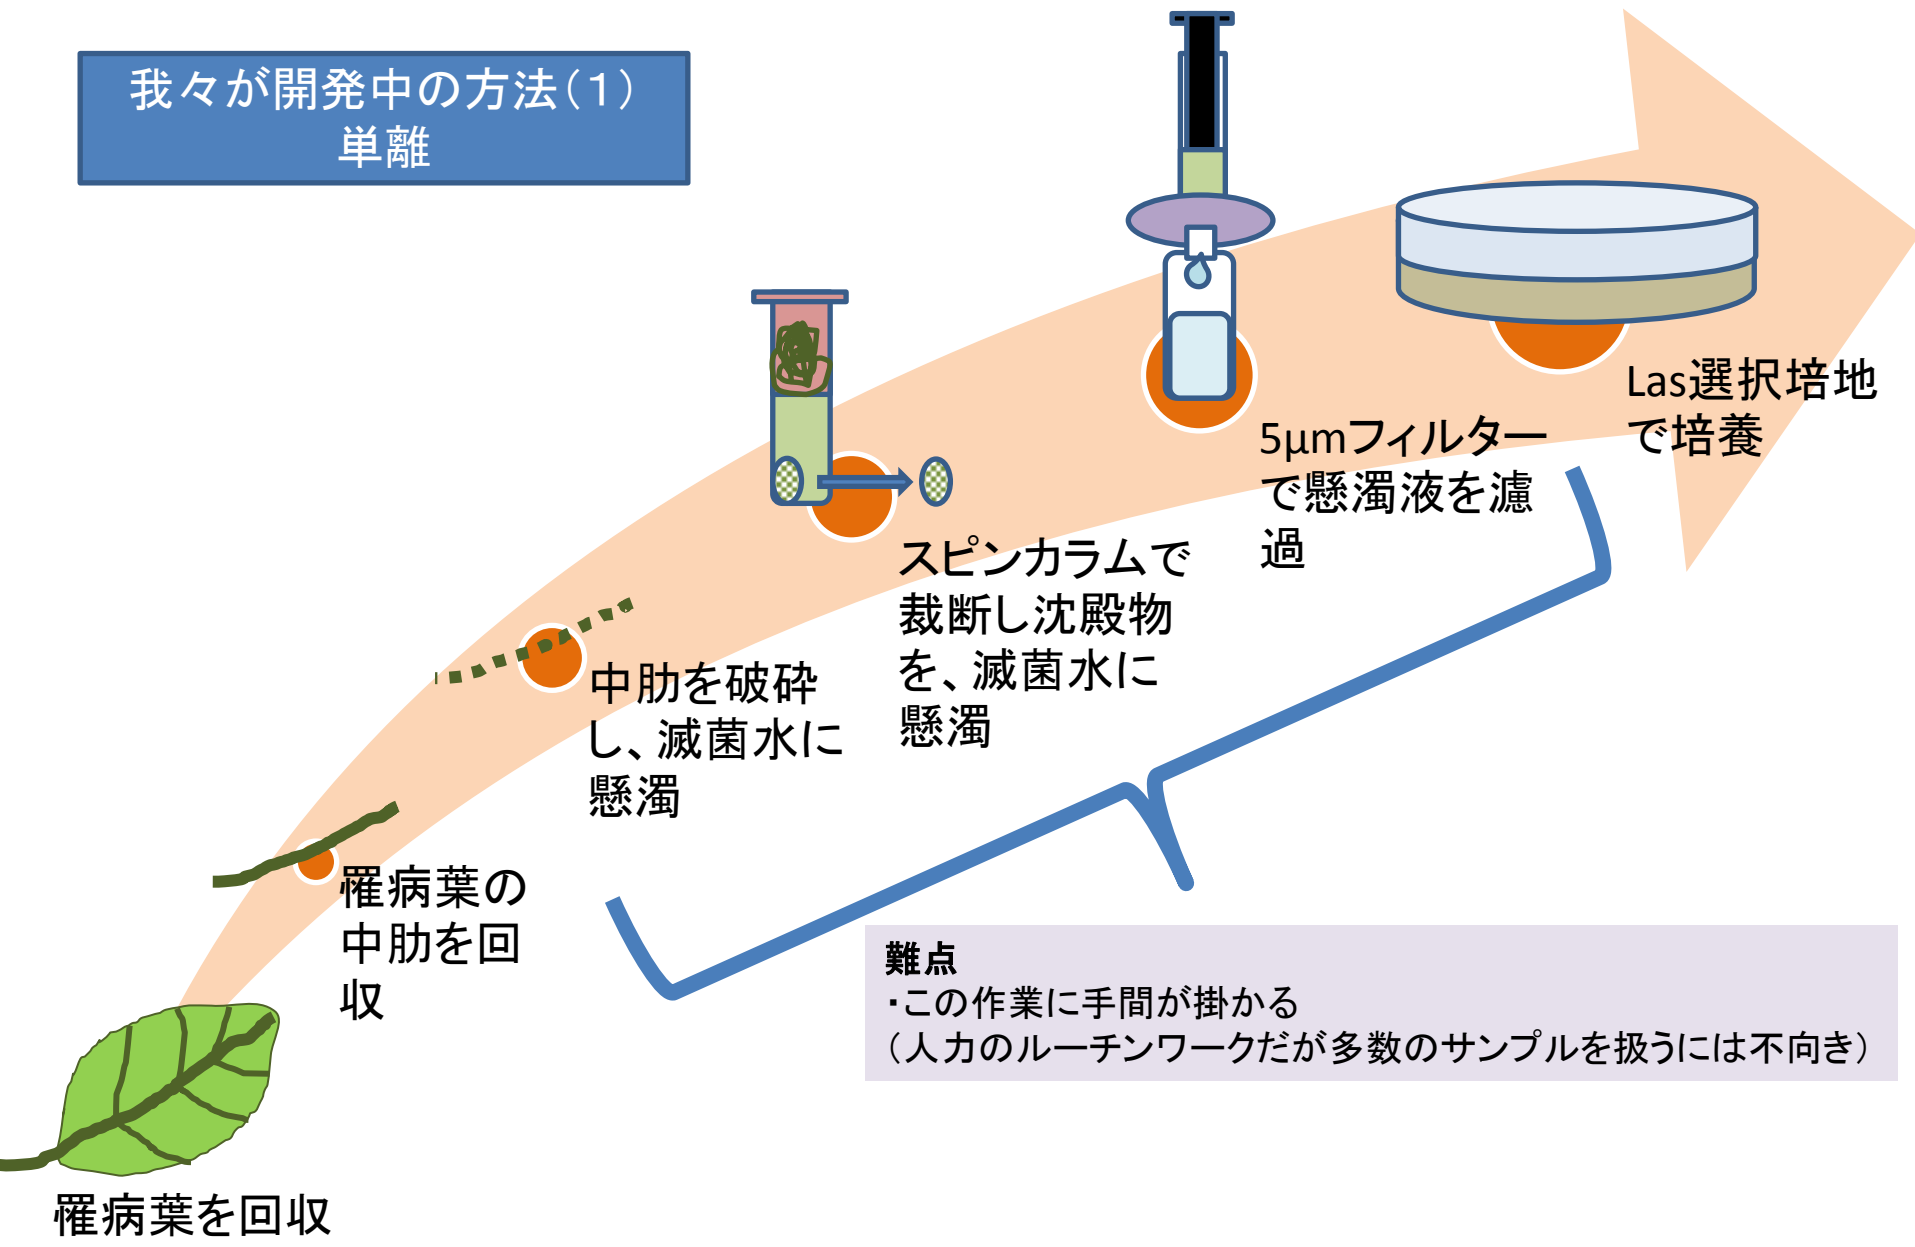 我々が開発中の方法（１）
単離
罹病葉を回収
罹病葉の
中肋を回
収
中肋を破砕
し、滅菌水に
懸濁
スピンカラムで
裁断し沈殿物
を、滅菌水に
懸濁
5μmフィルター
で懸濁液を濾
過
Las選択培地
で培養
難点
・この作業に手間が掛かる
（人力のルーチンワークだが多数のサンプルを扱うには不向き）